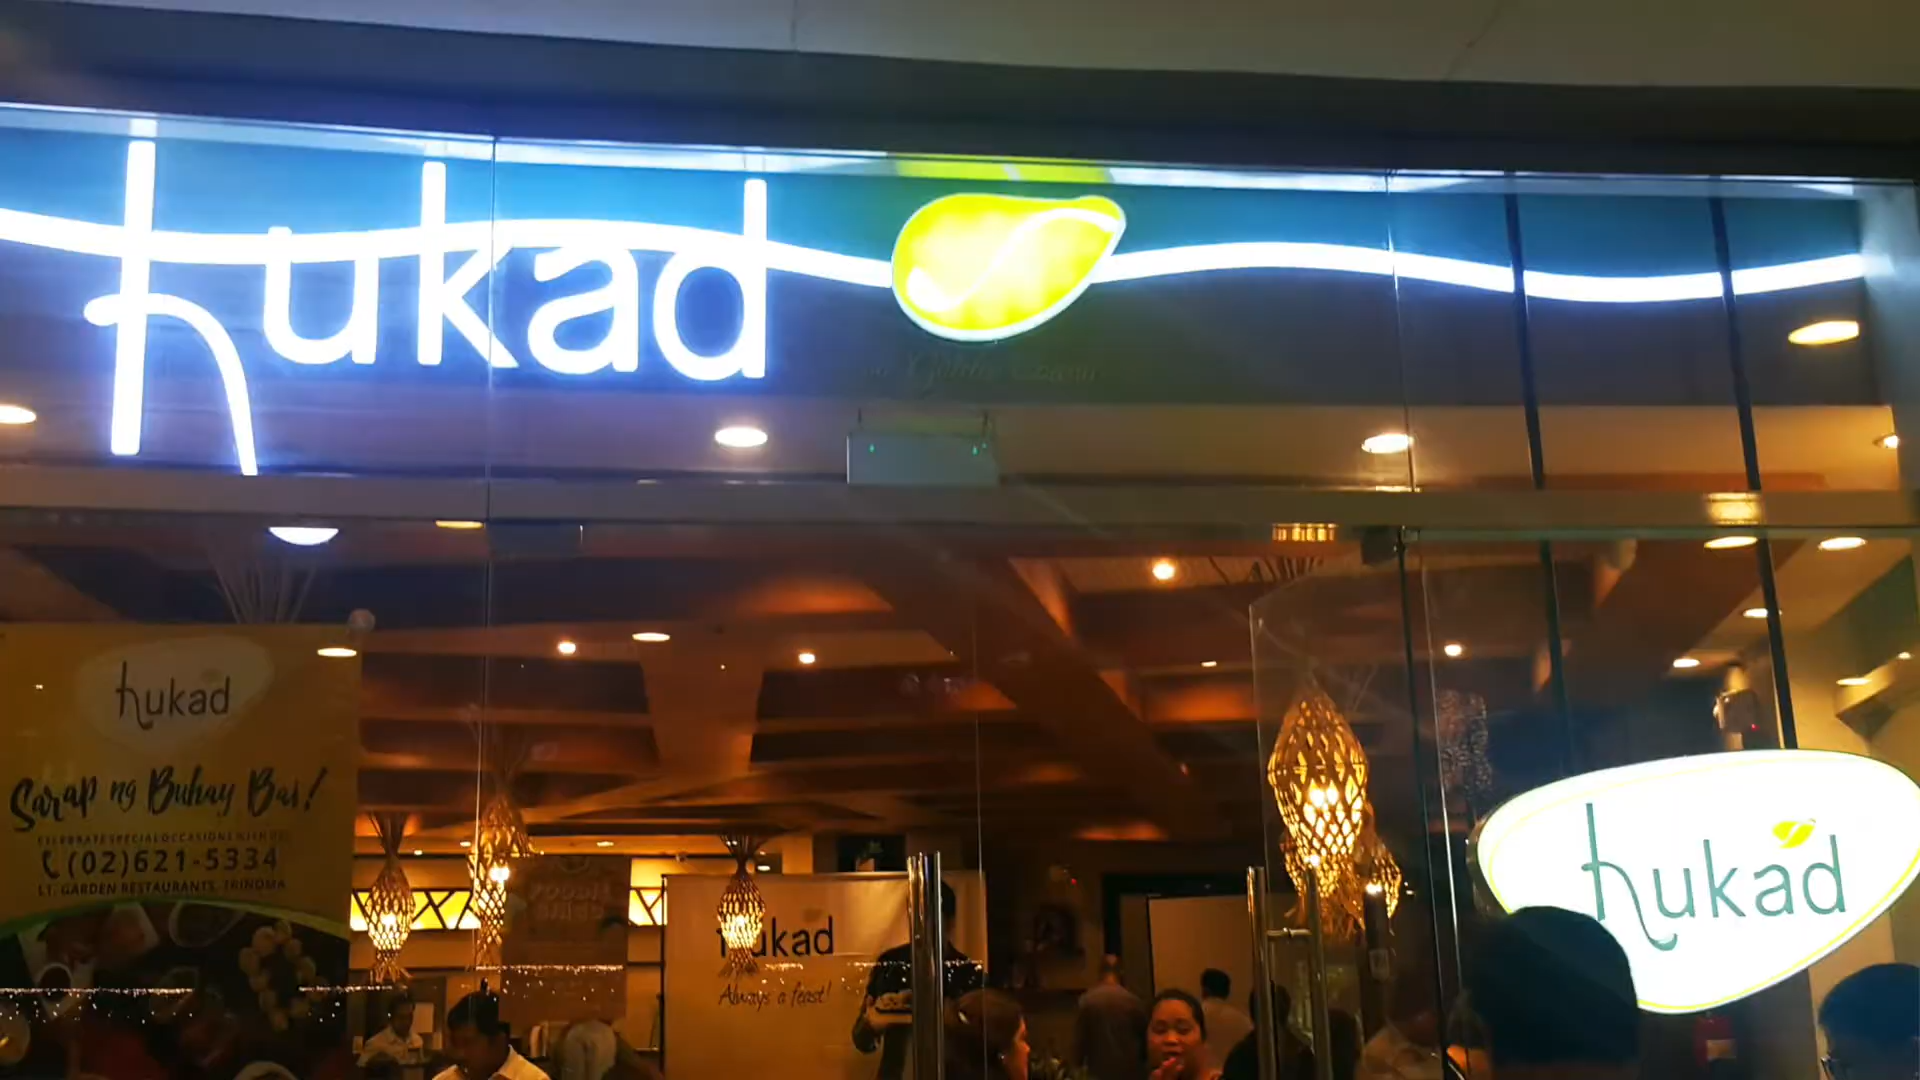 hukad
hukad
Sarap ng Buhay Bai!
CELEBRATE SPECIAL OCCASIONS WITH US!
(02)621-5334
L1. GARDEN RESTAURANTS, TRINOMA
hukad
Always a feast!
hukad